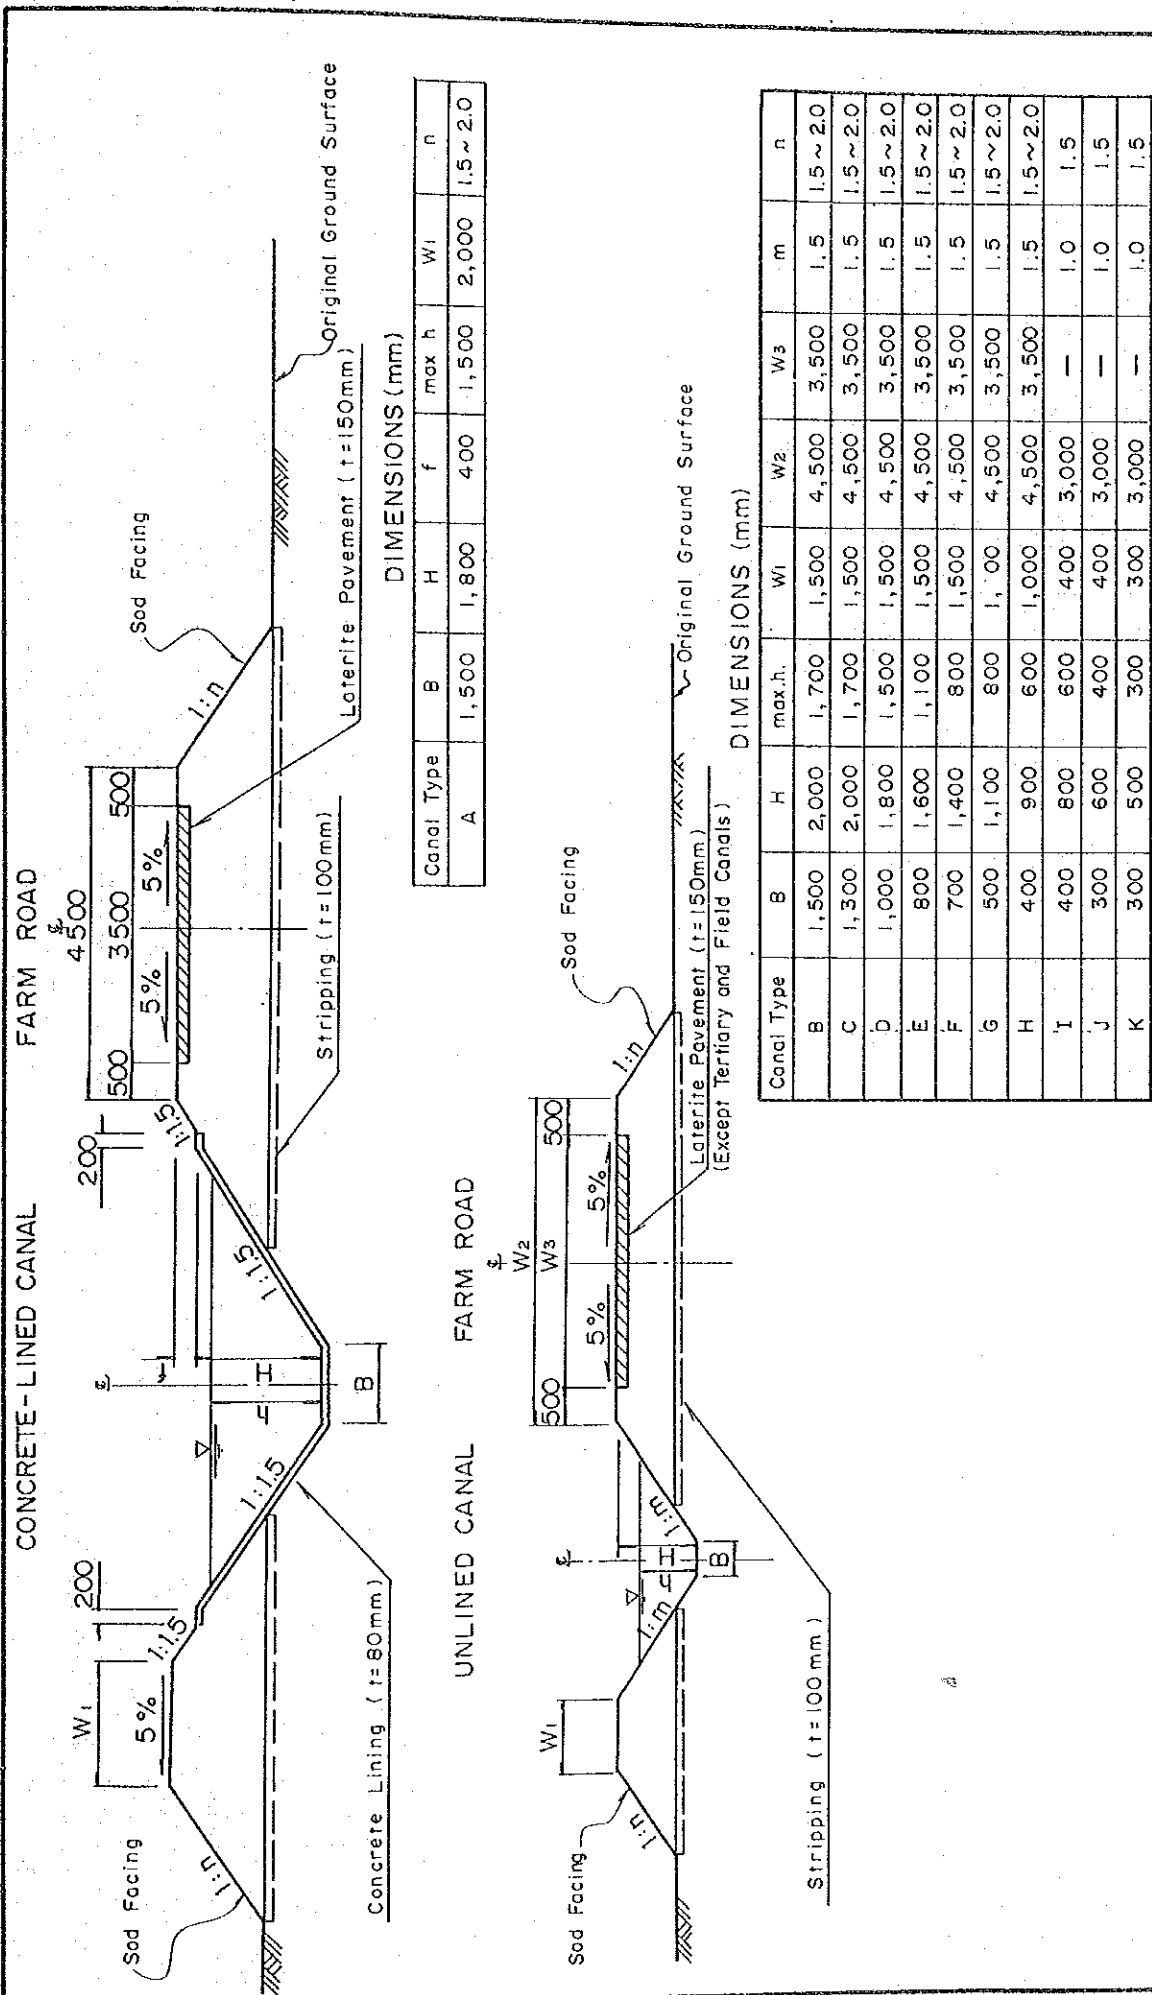 CONCRETE-LINED CANAL
FARM ROAD
W1
5%
1:1.5
200
200
1:1.5
℄
4500
500
3500
500
5%
5%
1:n
Sod Facing
1:1.5
1:1.5
f
H
h
B
1:n
Sod Facing
Original Ground Surface
Concrete Lining (t=80mm)
Stripping (t=100mm)
Laterite Pavement (t=150mm)
DIMENSIONS (mm)
Canal Type B H f max h W1 n
A 1,500 1,800 400 1,500 2,000 1.5~2.0
UNLINED CANAL
FARM ROAD
W1
℄
℄
W2
500
W3
500
5%
5%
Sod Facing
1:n
1:m
H
h
B
1:m
1:n
Sod Facing
Original Ground Surface
Stripping (t=100mm)
Laterite Pavement (t=150mm)
(Except Tertiary and Field Canals)
DIMENSIONS (mm)
Canal Type B H max.h. W1 W2 W3 m n
B 1,500 2,000 1,700 1,500 4,500 3,500 1.5 1.5~2.0
C 1,300 2,000 1,700 1,500 4,500 3,500 1.5 1.5~2.0
D 1,000 1,800 1,500 1,500 4,500 3,500 1.5 1.5~2.0
E 800 1,600 1,100 1,500 4,500 3,500 1.5 1.5~2.0
F 700 1,400 800 1,500 4,500 3,500 1.5 1.5~2.0
G 500 1,100 800 1, 00 4,500 3,500 1.5 1.5~2.0
H 400 900 600 1,000 4,500 3,500 1.5 1.5~2.0
I 400 800 600 400 3,000 — 1.0 1.5
J 300 600 400 400 3,000 — 1.0 1.5
K 300 500 300 300 3,000 — 1.0 1.5